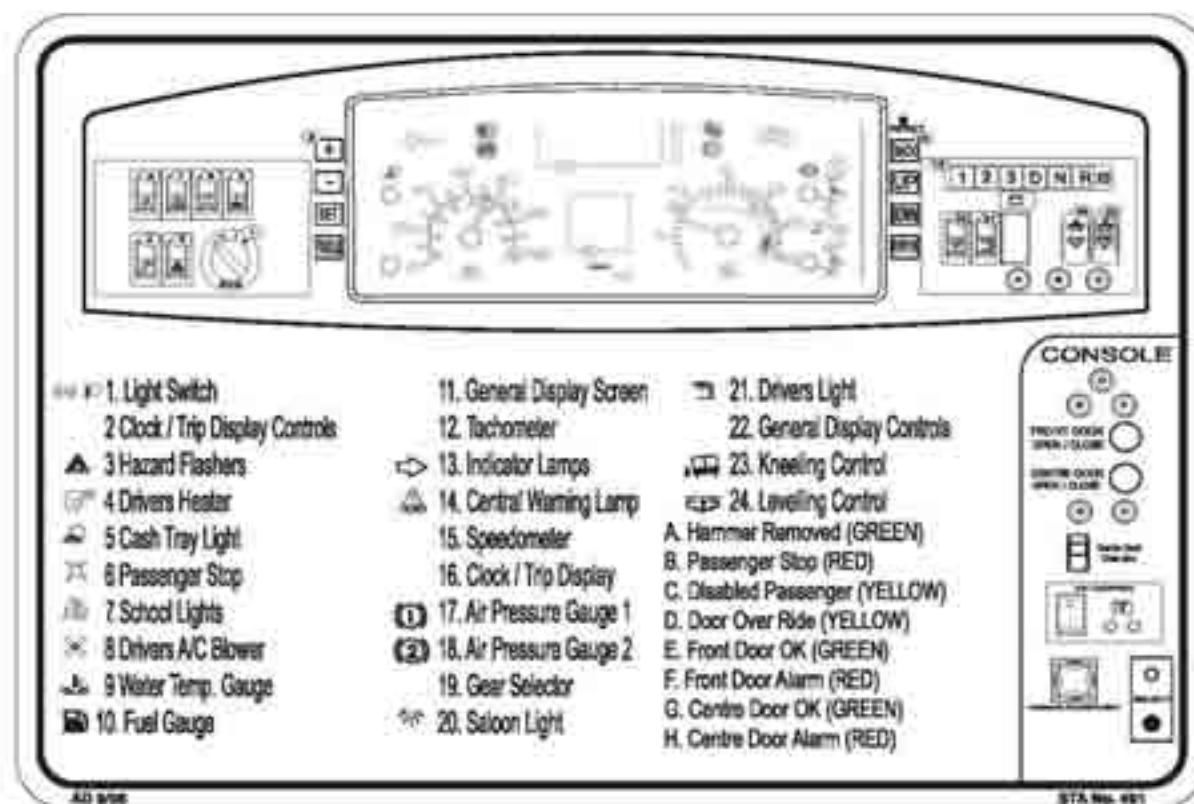 +
-
SET
1 2 3 D N R
CONSOLE
FRONT DOOR
OPEN / CLOSE
CENTRE DOOR
OPEN / CLOSE
1. Light Switch
2 Clock / Trip Display Controls
3 Hazard Flashers
4 Drivers Heater
5 Cash Tray Light
6 Passenger Stop
7 School Lights
8 Drivers A/C Blower
9 Water Temp. Gauge
10. Fuel Gauge
11. General Display Screen
12. Tachometer
13. Indicator Lamps
14. Central Warning Lamp
15. Speedometer
16. Clock / Trip Display
17. Air Pressure Gauge 1
18. Air Pressure Gauge 2
19. Gear Selector
20. Saloon Light
21. Drivers Light
22. General Display Controls
23. Kneeling Control
24. Levelling Control
A. Hammer Removed (GREEN)
B. Passenger Stop (RED)
C. Disabled Passenger (YELLOW)
D. Door Over Ride (YELLOW)
E. Front Door OK (GREEN)
F. Front Door Alarm (RED)
G. Centre Door OK (GREEN)
H. Centre Door Alarm (RED)
STA No. 491